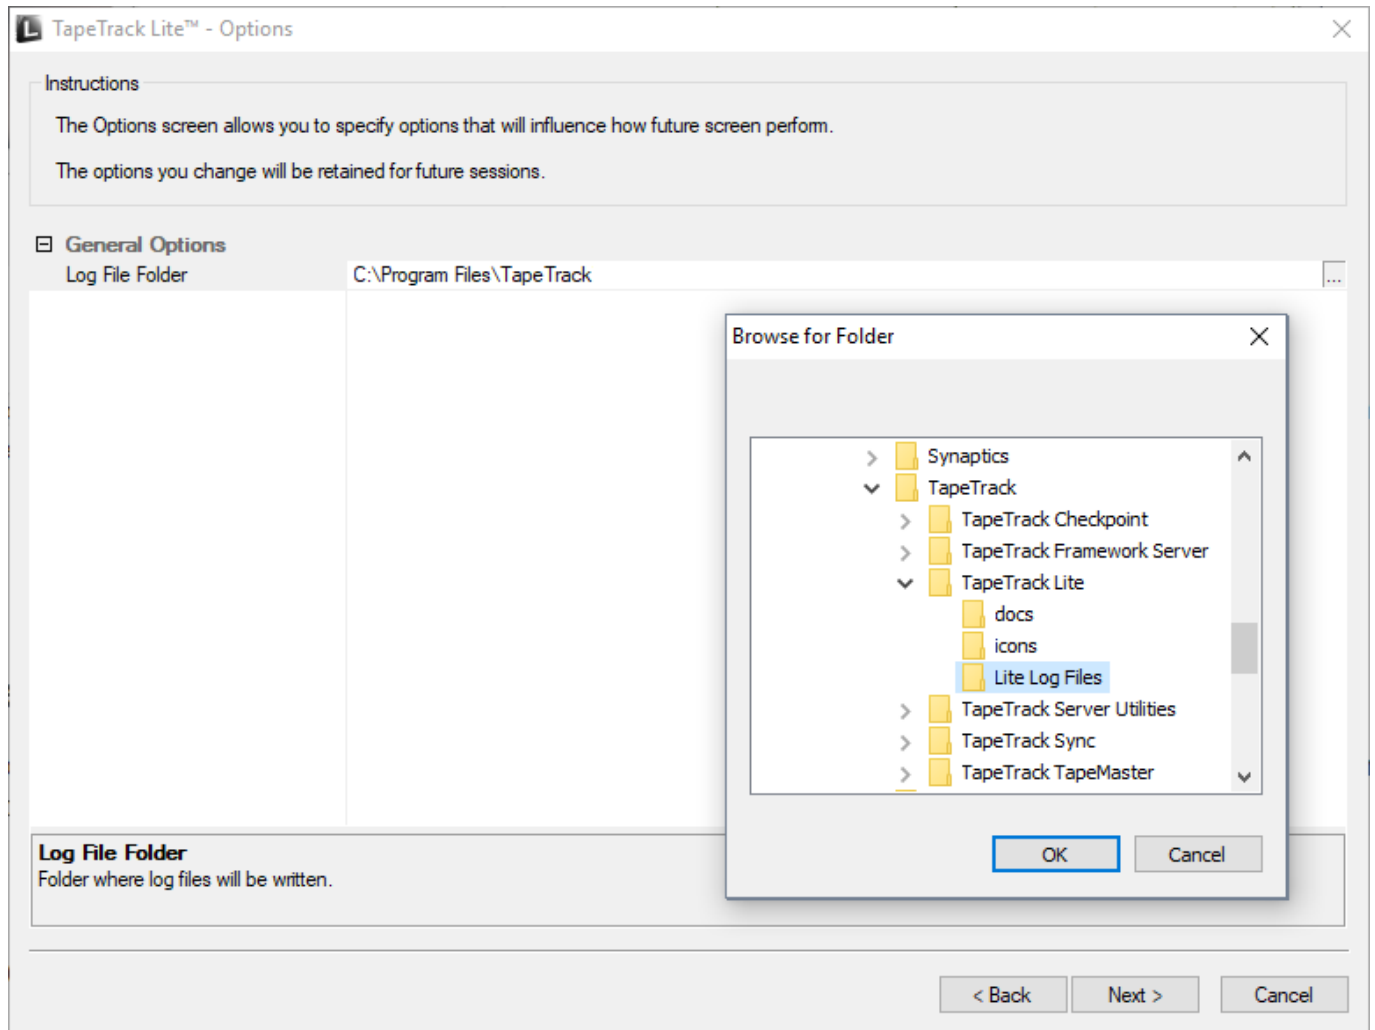 TapeTrack Lite™ - Options
Instructions
The Options screen allows you to specify options that will influence how future screen perform.
The options you change will be retained for future sessions.
General Options
Log File Folder C:\Program Files\TapeTrack ...
Browse for Folder
Synaptics
TapeTrack
TapeTrack Checkpoint
TapeTrack Framework Server
TapeTrack Lite
docs
icons
Lite Log Files
TapeTrack Server Utilities
TapeTrack Sync
TapeTrack TapeMaster
OK Cancel
Log File Folder
Folder where log files will be written.
< Back Next > Cancel